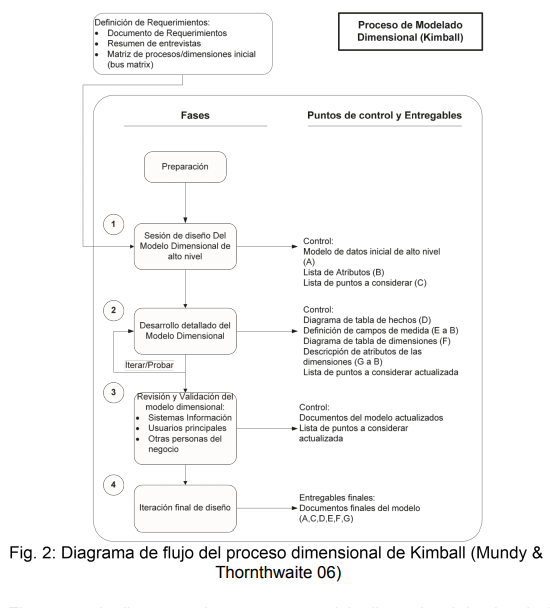 Definición de Requerimientos:
• Documento de Requerimientos
• Resumen de entrevistas
• Matriz de procesos/dimensiones inicial
(bus matrix)
Proceso de Modelado
Dimensional (Kimball)
Fases
Puntos de control y Entregables
Preparación
1
Sesión de diseño Del
Modelo Dimensional de
alto nivel
Control:
Modelo de datos inicial de alto nivel
(A)
Lista de Atributos (B)
Lista de puntos a considerar (C)
2
Desarrollo detallado del
Modelo Dimensional
Iterar/Probar
Control:
Diagrama de tabla de hechos (D)
Definición de campos de medida (E a B)
Diagrama de tabla de dimensiones (F)
Descricpión de atributos de las
dimensiones (G a B)
Lista de puntos a considerar actualizada
3
Revisión y Validación del
modelo dimensional:
• Sistemas Información
• Usuarios principales
• Otras personas del
negocio
Control:
Documentos del modelo actualizados
Lista de puntos a considerar
actualizada
4
Iteración final de diseño
Entregables finales:
Documentos finales del modelo
(A,C,D,E,F,G)
Fig. 2: Diagrama de flujo del proceso dimensional de Kimball (Mundy &
Thornthwaite 06)